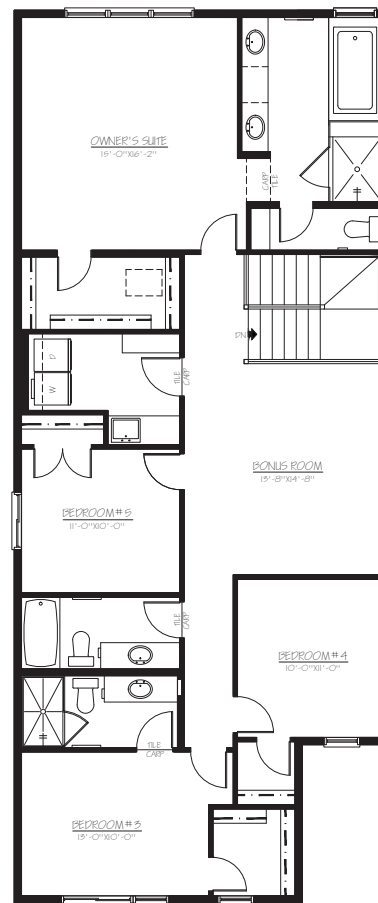 OWNER'S SUITE
15'-0"X16'-2"
CARP
TILE
DN
D
W
TILE
CARP
BONUS ROOM
13'-8"X14'-8"
BEDROOM #5
11'-0"X10'-0"
TILE
CARP
BEDROOM #4
10'-0"X11'-0"
TILE
CARP
BEDROOM #3
13'-0"X10'-0"